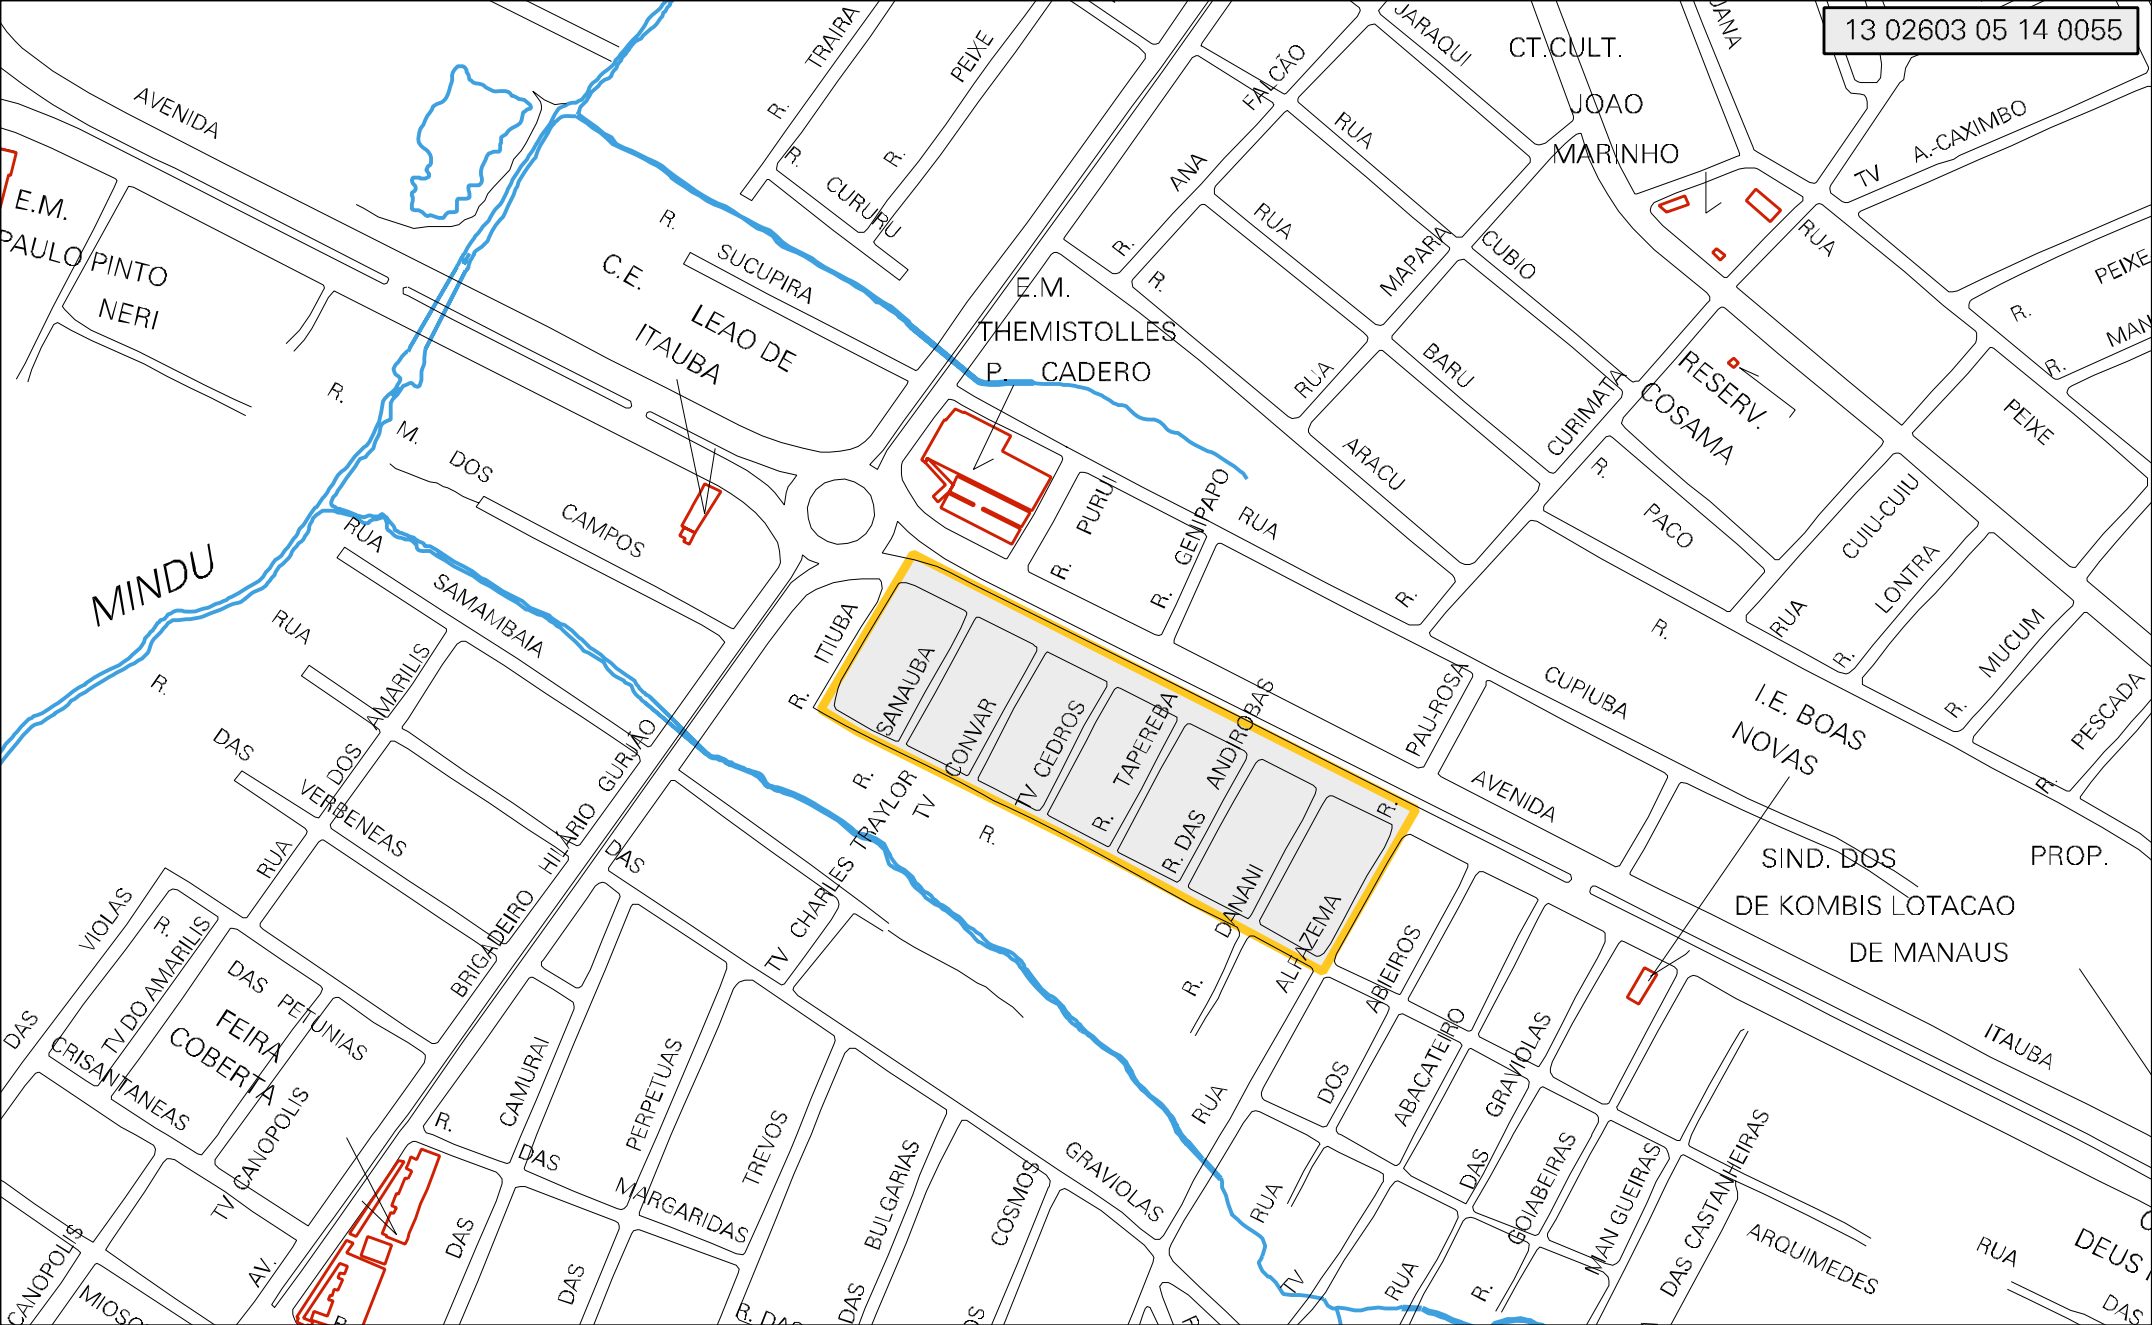 13 02603 05 14 0055
AVENIDA
E.M.
PAULO PINTO
NERI
R. TRAIRA
R. PEIXE
R. CURURU
R. SUCUPIRA
C.E.
LEAO DE
ITAUBA
E.M.
THEMISTOLLES
P. CADERO
R. ANA FALCÃO
JARAQUI
RUA
CT.CULT.
JOAO
MARINHO
TV A.-CAXIMBO
RUA
R.
RUA MAPARA
CUBIO
RUA
PEIXE
R.
MAN
R.
PEIXE
BARU
ARACU
CURIMATA
RESERV.
COSAMA
R. PACO
CUIU-CUIU
RUA
LONTRA
R.
MUCUM
R.
PESCADA
R.
R. M. DOS CAMPOS
MINDU
RUA SAMAMBAIA
RUA DOS AMARILIS
R. DAS VERBENEAS
R. PURUI
R. GENIPAPO
RUA
R. PAU-ROSA
R. CUPIUBA
I.E. BOAS
NOVAS
SIND. DOS PROP.
DE KOMBIS LOTACAO
DE MANAUS
AVENIDA
ITAUBA
R. ITIUBA
R. SANAUBA
TV CONVAR
TV CEDROS
R. TAPEREBA
R. DAS ANDIROBAS
R. DANANI
R.
ALFAZEMA
RUA
R.
TV CHARLES TRAYLOR
AV. BRIGADEIRO HILÁRIO GURJÃO
DAS
GRAVIOLAS
RUA
DAS VIOLAS
R. DAS PETUNIAS
TV DO AMARILIS
CRISANTANEAS
FEIRA
COBERTA
TV CANOPOLIS
CANOPOLIS
R. CAMURAI
DAS PERPETUAS
DAS MARGARIDAS
DAS TREVOS
DAS BULGARIAS
COSMOS
R.
RUA DOS ABIEIROS
ABACATEIRO
RUA DAS GRAVIOLAS
TV
R. GOIABEIRAS
MAN GUEIRAS
DAS CASTANHEIRAS
ARQUIMEDES
RUA
DEUS
DAS